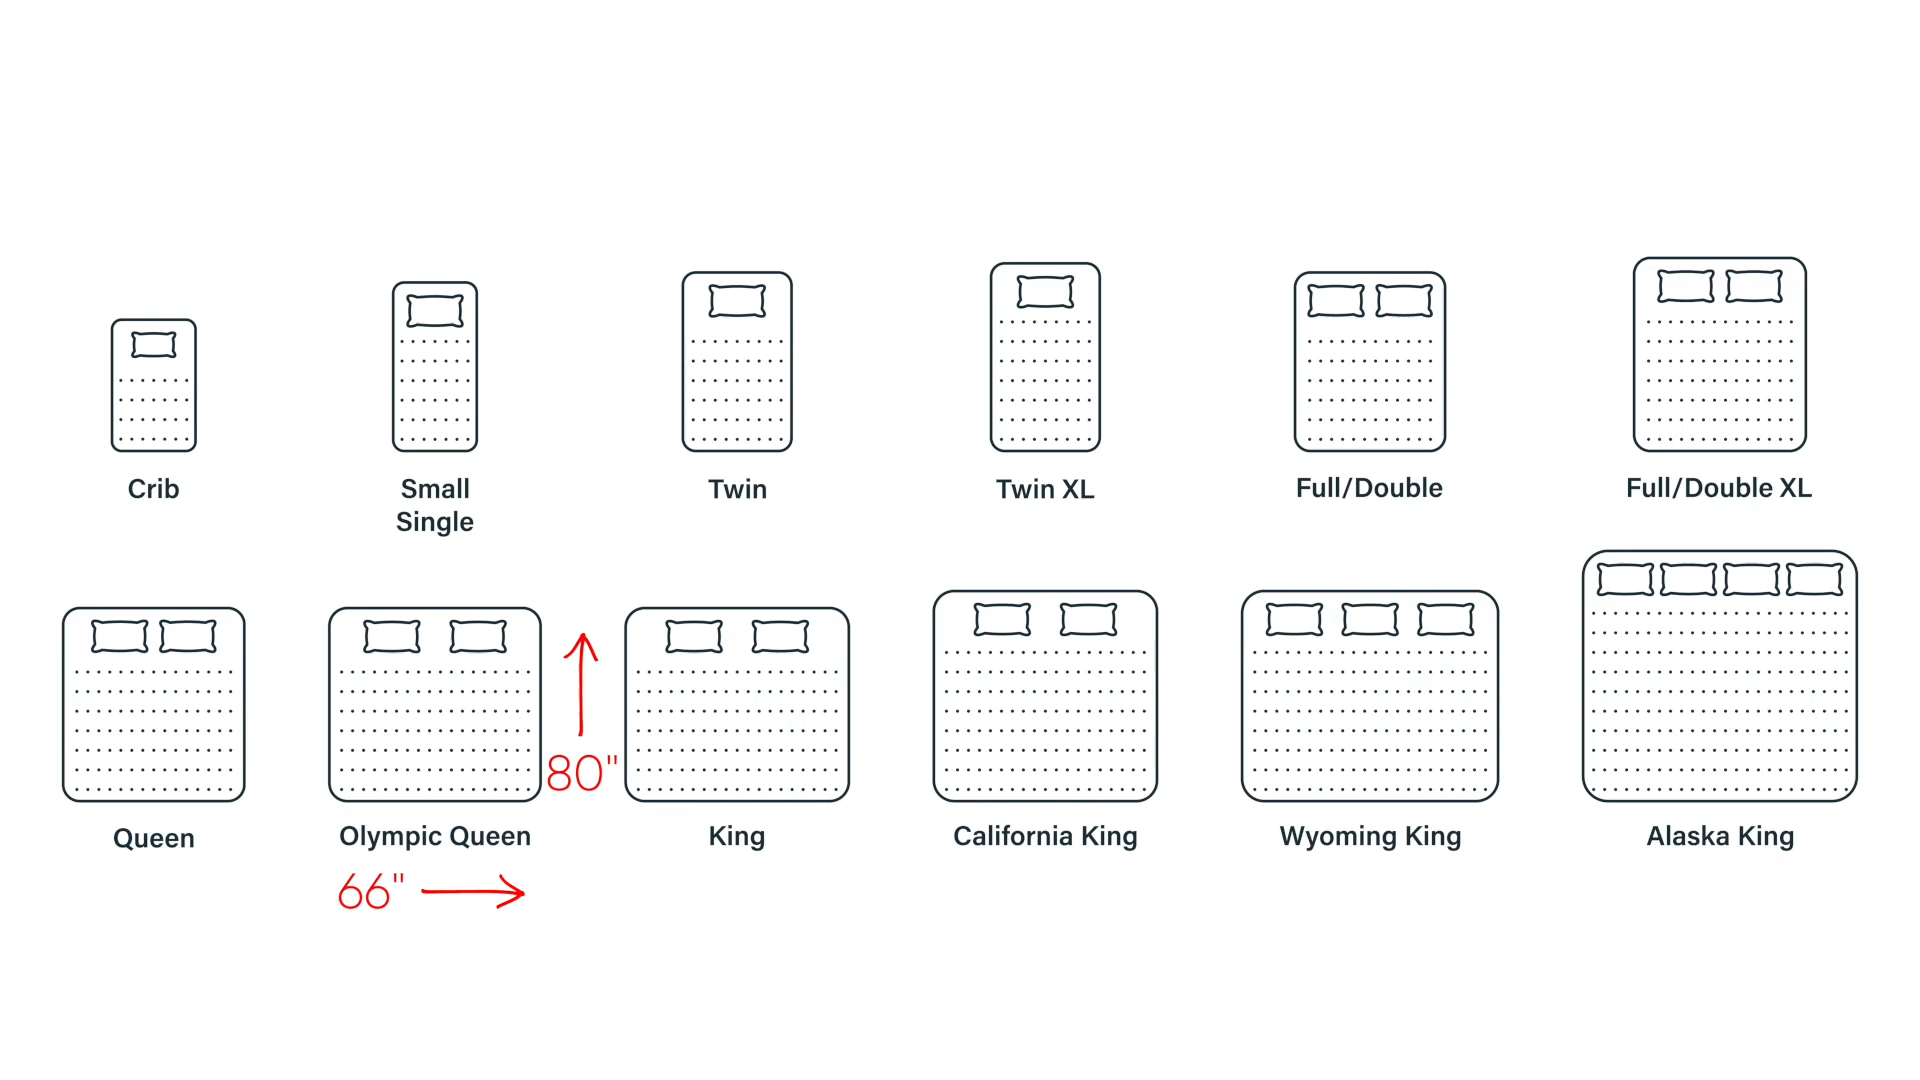 Crib
Small
Single
Twin
Twin XL
Full/Double
Full/Double XL
80"
Queen
Olympic Queen
King
California King
Wyoming King
Alaska King
66"